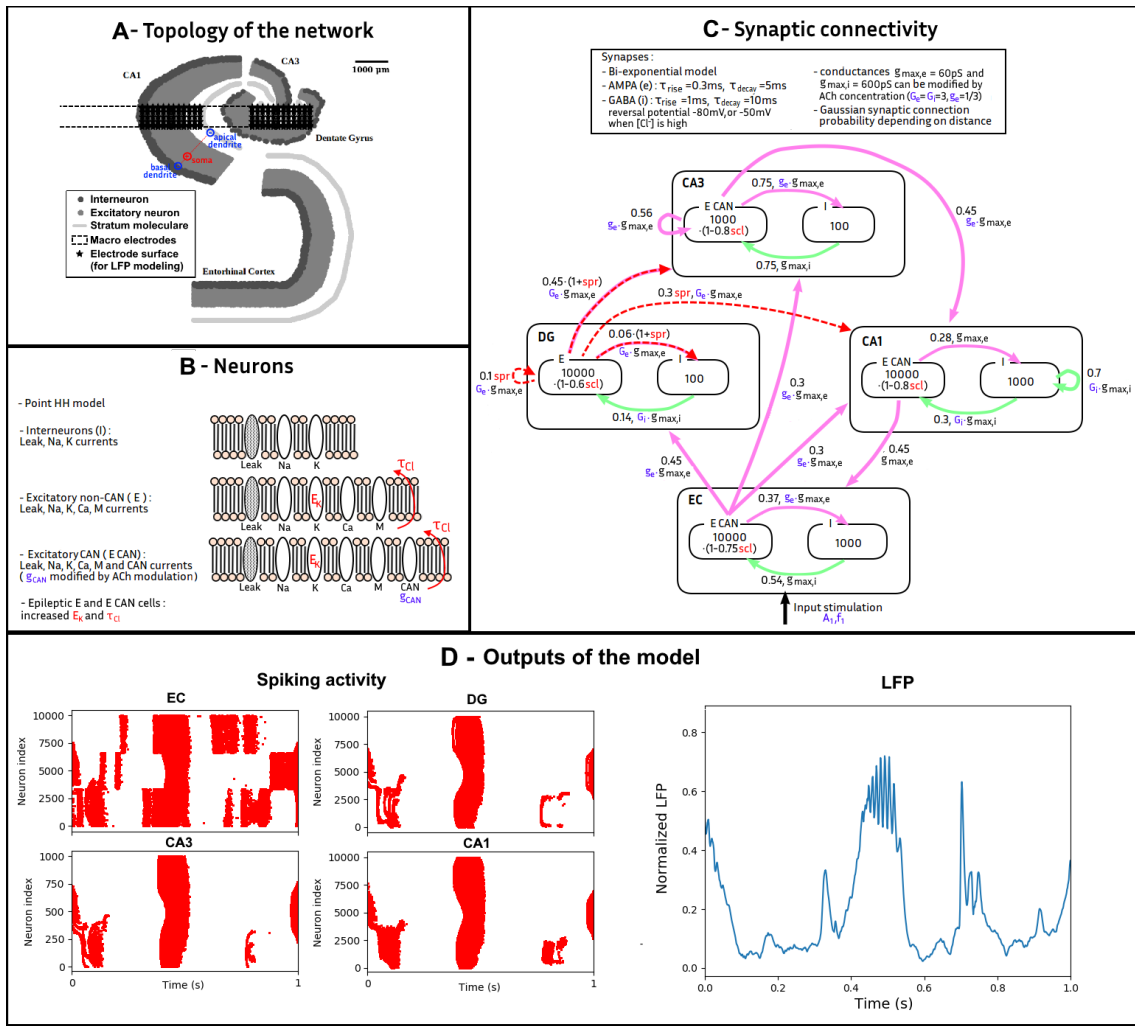 A - Topology of the network
CA1
CA3
1000 μm
Dentate Gyrus
apical
dendrite
soma
basal
dendrite
Interneuron
Excitatory neuron
Stratum moleculare
Macro electrodes
Electrode surface
(for LFP modeling)
Entorhinal Cortex
B - Neurons
- Point HH model
- Interneurons (I) :
Leak, Na, K currents
Leak Na K
- Excitatory non-CAN ( E ) :
Leak, Na, K, Ca, M currents
E_K
τ_Cl
Leak Na K Ca M
- Excitatory CAN ( E CAN) :
Leak, Na, K, Ca, M and CAN currents
( g_CAN modified by ACh modulation)
E_K
τ_Cl
Leak Na K Ca M CAN
g_CAN
- Epileptic E and E CAN cells :
increased E_K and τ_Cl
C - Synaptic connectivity
Synapses :
- Bi-exponential model
- AMPA (e) : τ_rise =0.3ms, τ_decay =5ms
- GABA (i) : τ_rise =1ms, τ_decay =10ms
reversal potential -80mV, or -50mV
when [Cl-] is high
- conductances g_max,e = 60pS and
g_max,i = 600pS can be modified by
ACh concentration (G_e= G_i=3, g_e=1/3)
- Gaussian synaptic connection
probability depending on distance
CA3
0.75, g_e·g_max,e
E CAN
1000
·(1-0.8scl)
I
100
0.56
g_e·g_max,e
0.75, g_max,i
0.45
g_e·g_max,e
0.45·(1+spr)
G_e·g_max,e
0.3 spr, G_e·g_max,e
DG
0.06·(1+spr)
G_e·g_max,e
E
10000
·(1-0.6scl)
I
100
0.1 spr
G_e·g_max,e
0.14, G_i·g_max,i
CA1
0.28, g_max,e
E CAN
10000
·(1-0.8scl)
I
1000
0.7
G_i·g_max,i
0.3, G_i·g_max,i
0.3
g_e·g_max,e
0.45
g_e·g_max,e
0.3
g_e·g_max,e
0.45
g_max,e
EC
0.37, g_e·g_max,e
E CAN
10000
·(1-0.75scl)
I
1000
0.54, g_max,i
Input stimulation
A_1,f_1
D - Outputs of the model
Spiking activity
EC
Neuron index
10000
7500
5000
2500
0
DG
Neuron index
10000
7500
5000
2500
0
CA3
Neuron index
1000
750
500
250
0
0 1
Time (s)
CA1
Neuron index
10000
7500
5000
2500
0
0 1
Time (s)
LFP
Normalized LFP
0.8
0.6
0.4
0.2
0.0
0.0 0.2 0.4 0.6 0.8 1.0
Time (s)